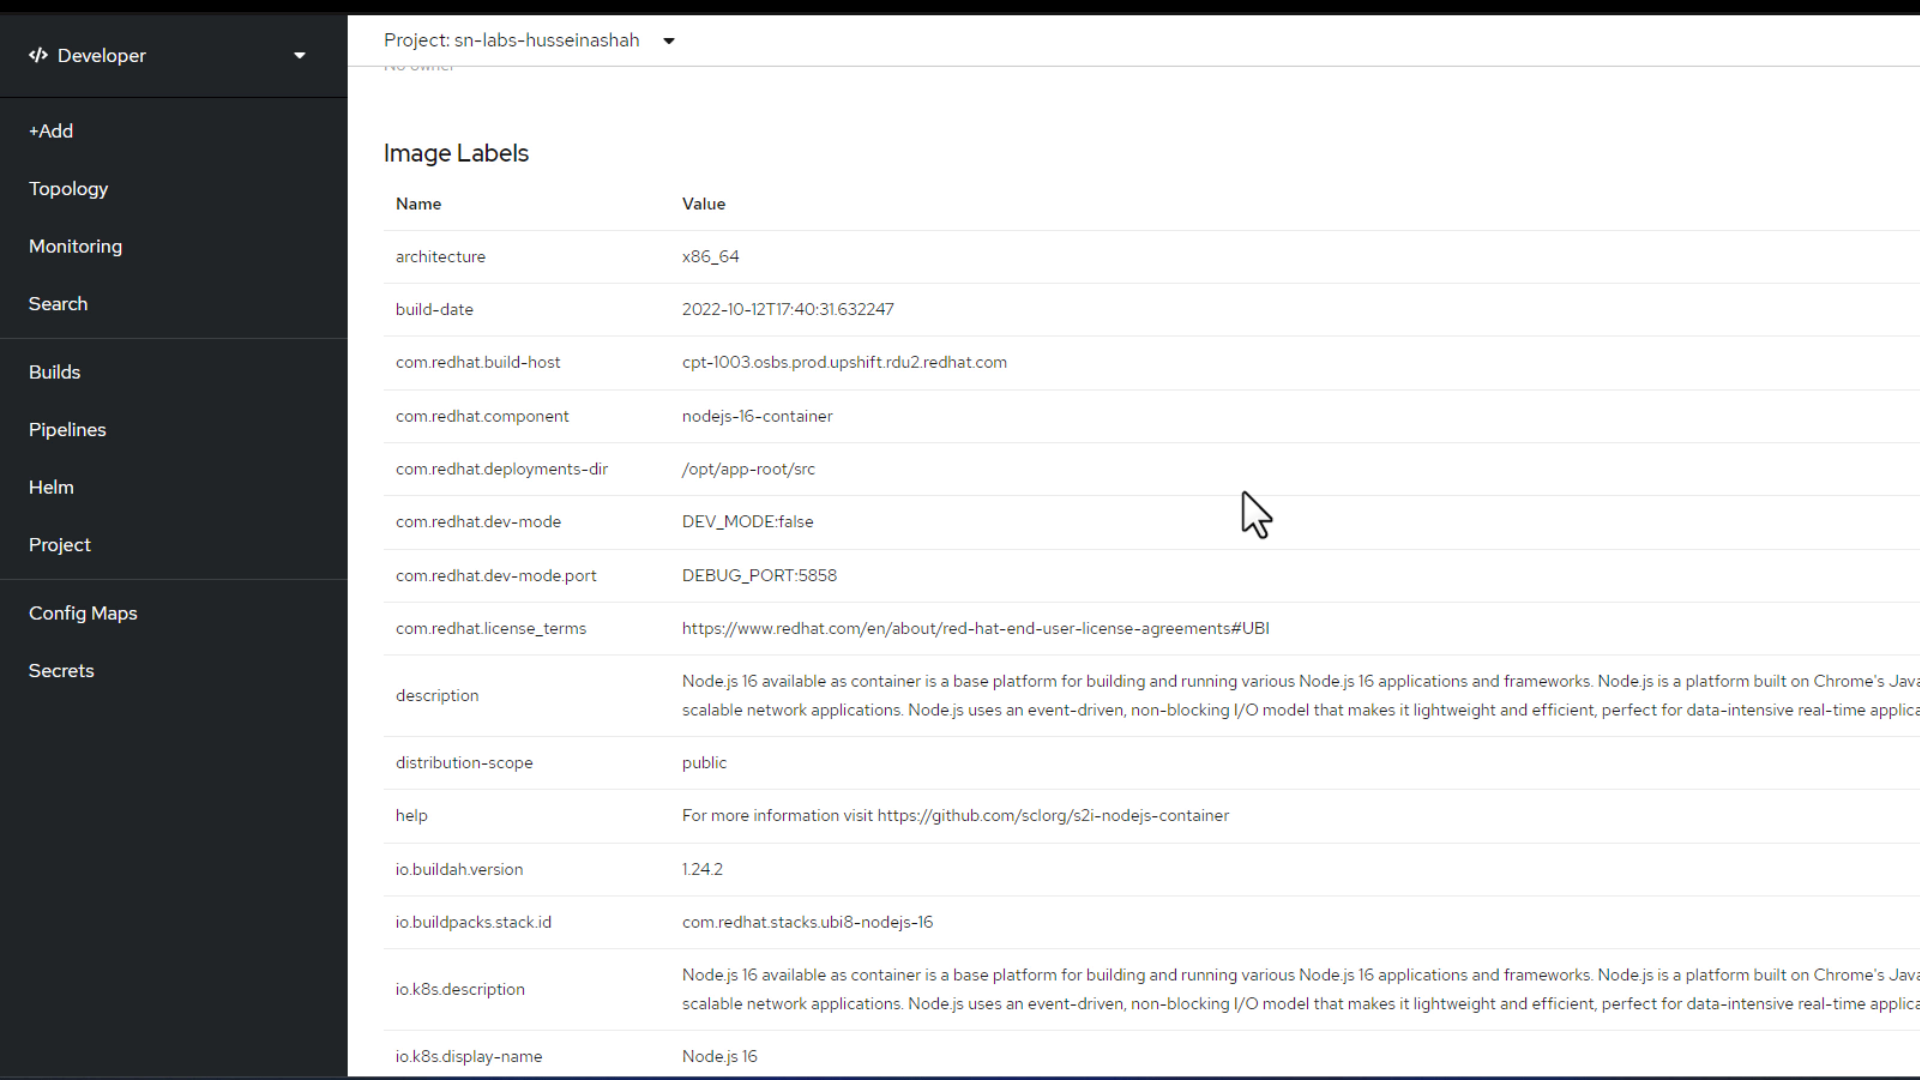 Developer
+Add
Topology
Monitoring
Search
Builds
Pipelines
Helm
Project
Config Maps
Secrets
Project: sn-labs-husseinashah
No owner
Image Labels
Name Value
architecture x86_64
build-date 2022-10-12T17:40:31.632247
com.redhat.build-host cpt-1003.osbs.prod.upshift.rdu2.redhat.com
com.redhat.component nodejs-16-container
com.redhat.deployments-dir /opt/app-root/src
com.redhat.dev-mode DEV_MODE:false
com.redhat.dev-mode.port DEBUG_PORT:5858
com.redhat.license_terms https://www.redhat.com/en/about/red-hat-end-user-license-agreements#UBI
description Node.js 16 available as container is a base platform for building and running various Node.js 16 applications and frameworks. Node.js is a platform built on Chrome's Java
scalable network applications. Node.js uses an event-driven, non-blocking I/O model that makes it lightweight and efficient, perfect for data-intensive real-time applica
distribution-scope public
help For more information visit https://github.com/sclorg/s2i-nodejs-container
io.buildah.version 1.24.2
io.buildpacks.stack.id com.redhat.stacks.ubi8-nodejs-16
io.k8s.description Node.js 16 available as container is a base platform for building and running various Node.js 16 applications and frameworks. Node.js is a platform built on Chrome's Java
scalable network applications. Node.js uses an event-driven, non-blocking I/O model that makes it lightweight and efficient, perfect for data-intensive real-time applica
io.k8s.display-name Node.js 16